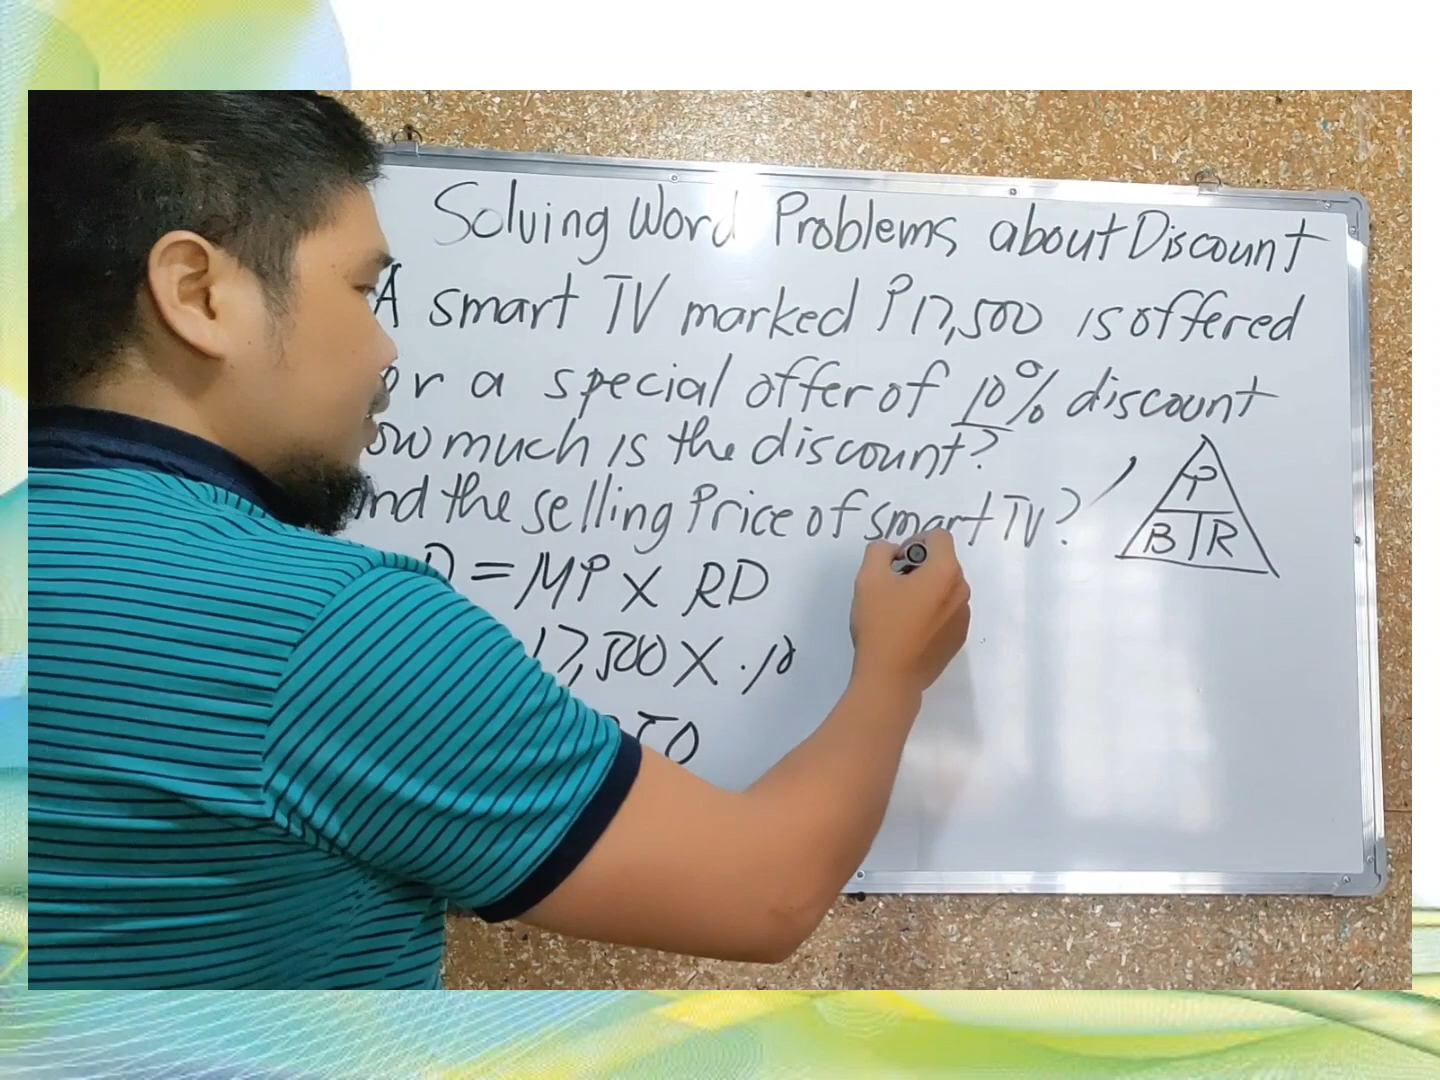 Solving Word Problems about Discount
A smart TV marked ₱17,500 is offered
or a special offer of 10% discount
ow much is the discount?
nd the selling Price of smart TV?
P
B R
D = MP X RD
17,500 X .10
50